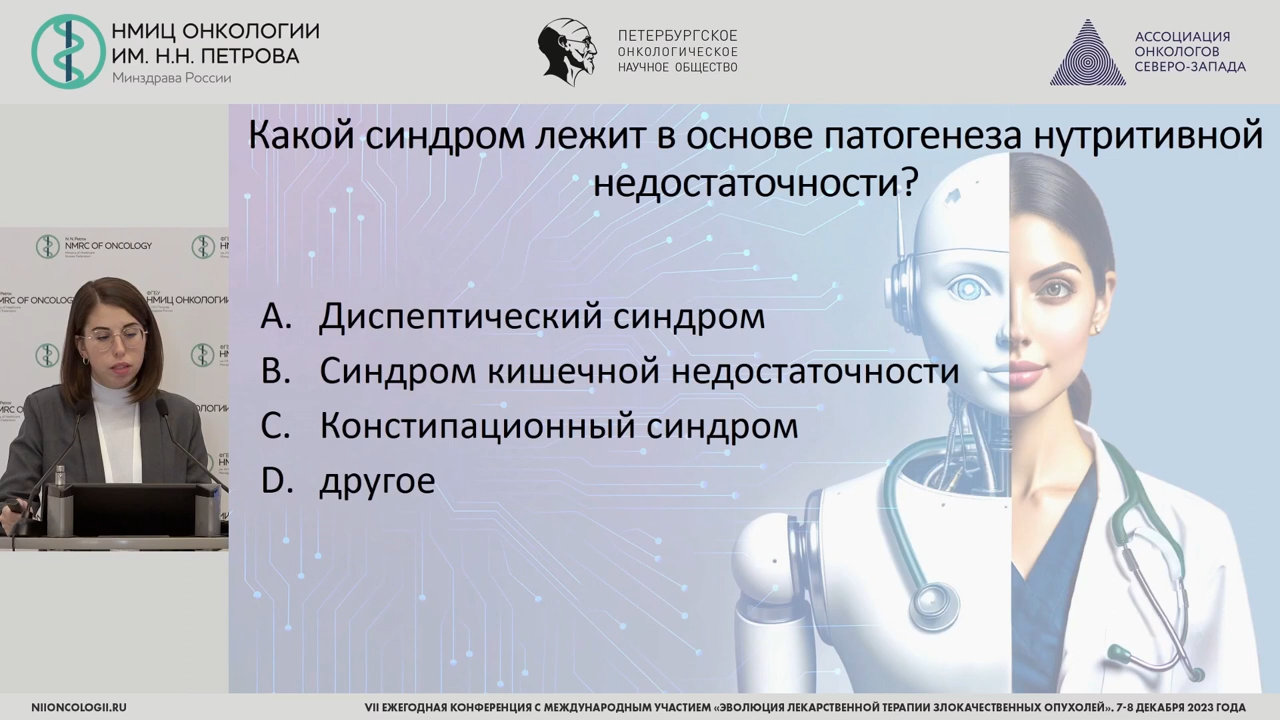 НМИЦ ОНКОЛОГИИ
ИМ. Н.Н. ПЕТРОВА
Минздрава России
ПЕТЕРБУРГСКОЕ
ОНКОЛОГИЧЕСКОЕ
НАУЧНОЕ ОБЩЕСТВО
АССОЦИАЦИЯ
ОНКОЛОГОВ
СЕВЕРО-ЗАПАДА
Какой синдром лежит в основе патогенеза нутритивной
недостаточности?
A. Диспептический синдром
B. Синдром кишечной недостаточности
C. Констипационный синдром
D. другое
NMRC OF ONCOLOGY
NIIONCOLOGII.RU
VII ЕЖЕГОДНАЯ КОНФЕРЕНЦИЯ С МЕЖДУНАРОДНЫМ УЧАСТИЕМ «ЭВОЛЮЦИЯ ЛЕКАРСТВЕННОЙ ТЕРАПИИ ЗЛОКАЧЕСТВЕННЫХ ОПУХОЛЕЙ». 7-8 ДЕКАБРЯ 2023 ГОДА